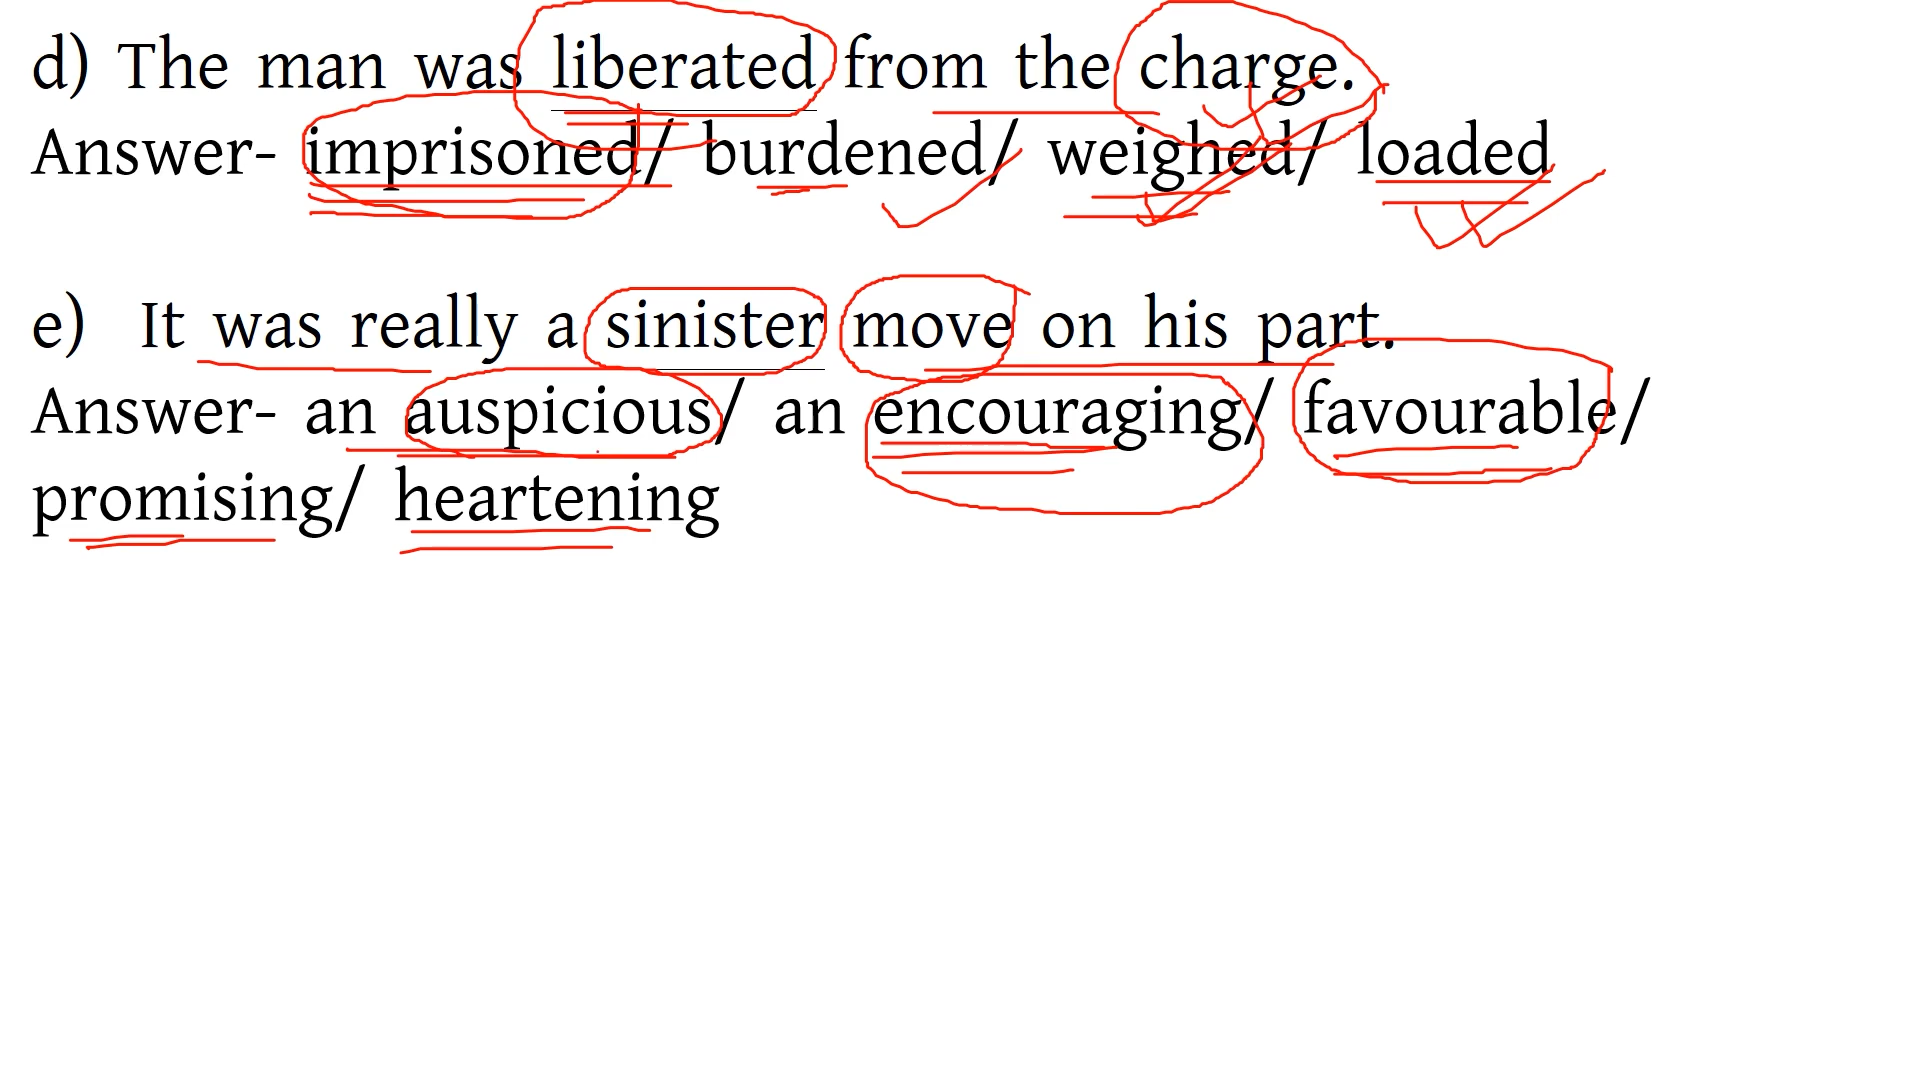 d) The man was liberated from the charge.
Answer- imprisoned/ burdened/ weighed/ loaded
e) It was really a sinister move on his part.
Answer- an auspicious/ an encouraging/ favourable/
promising/ heartening